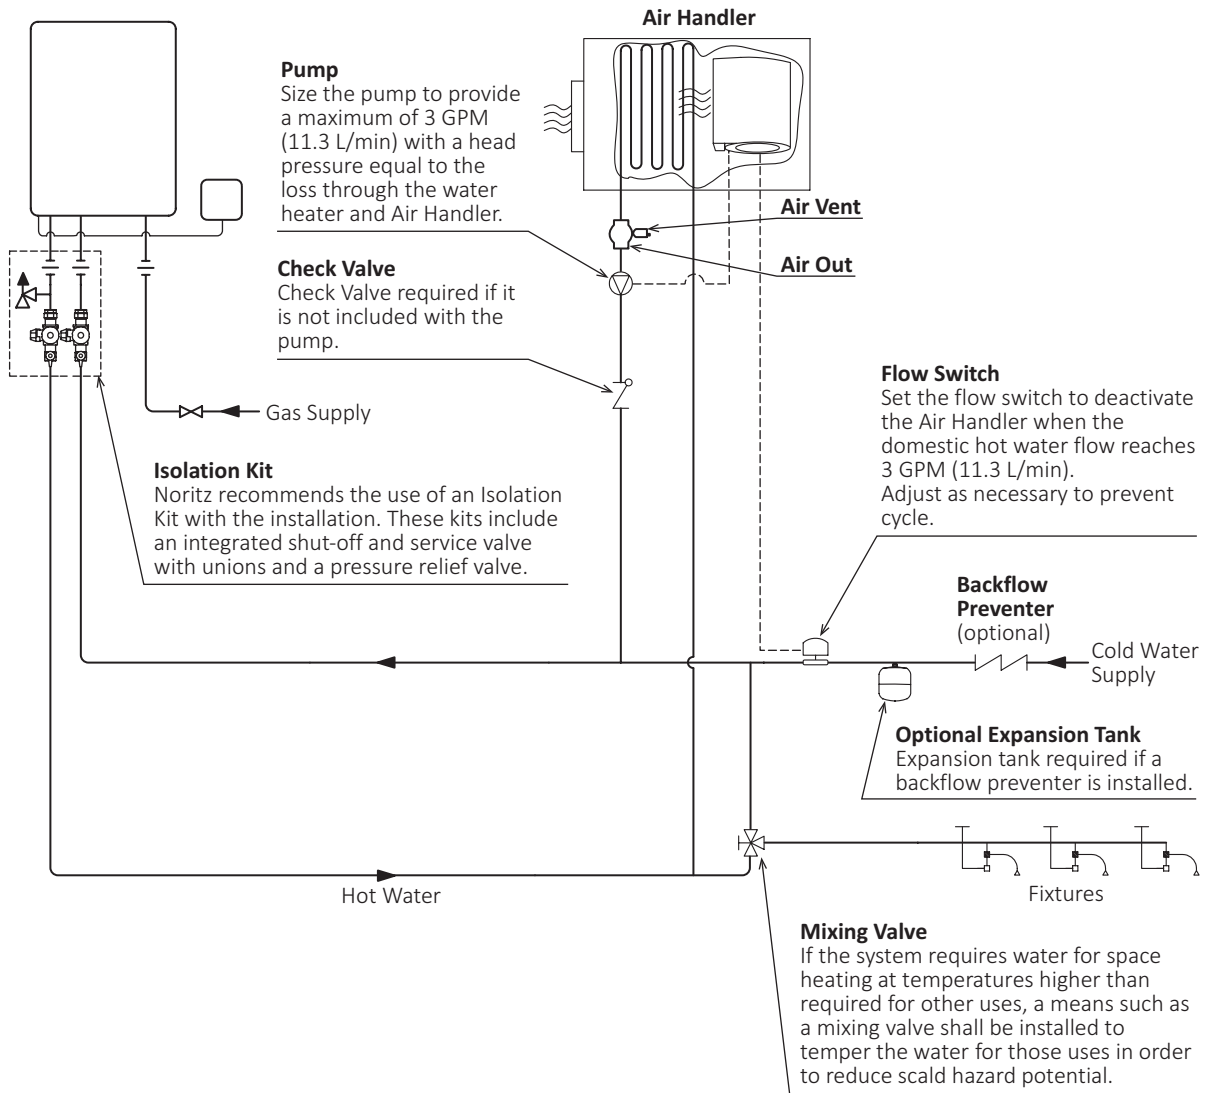 Air Handler
Pump
Size the pump to provide
a maximum of 3 GPM
(11.3 L/min) with a head
pressure equal to the
loss through the water
heater and Air Handler.
Air Vent
Air Out
Check Valve
Check Valve required if it
is not included with the
pump.
Flow Switch
Set the flow switch to deactivate
the Air Handler when the
domestic hot water flow reaches
3 GPM (11.3 L/min).
Adjust as necessary to prevent
cycle.
Gas Supply
Isolation Kit
Noritz recommends the use of an Isolation
Kit with the installation. These kits include
an integrated shut-off and service valve
with unions and a pressure relief valve.
Backflow
Preventer
(optional)
Cold Water
Supply
Optional Expansion Tank
Expansion tank required if a
backflow preventer is installed.
Hot Water
Fixtures
Mixing Valve
If the system requires water for space
heating at temperatures higher than
required for other uses, a means such as
a mixing valve shall be installed to
temper the water for those uses in order
to reduce scald hazard potential.